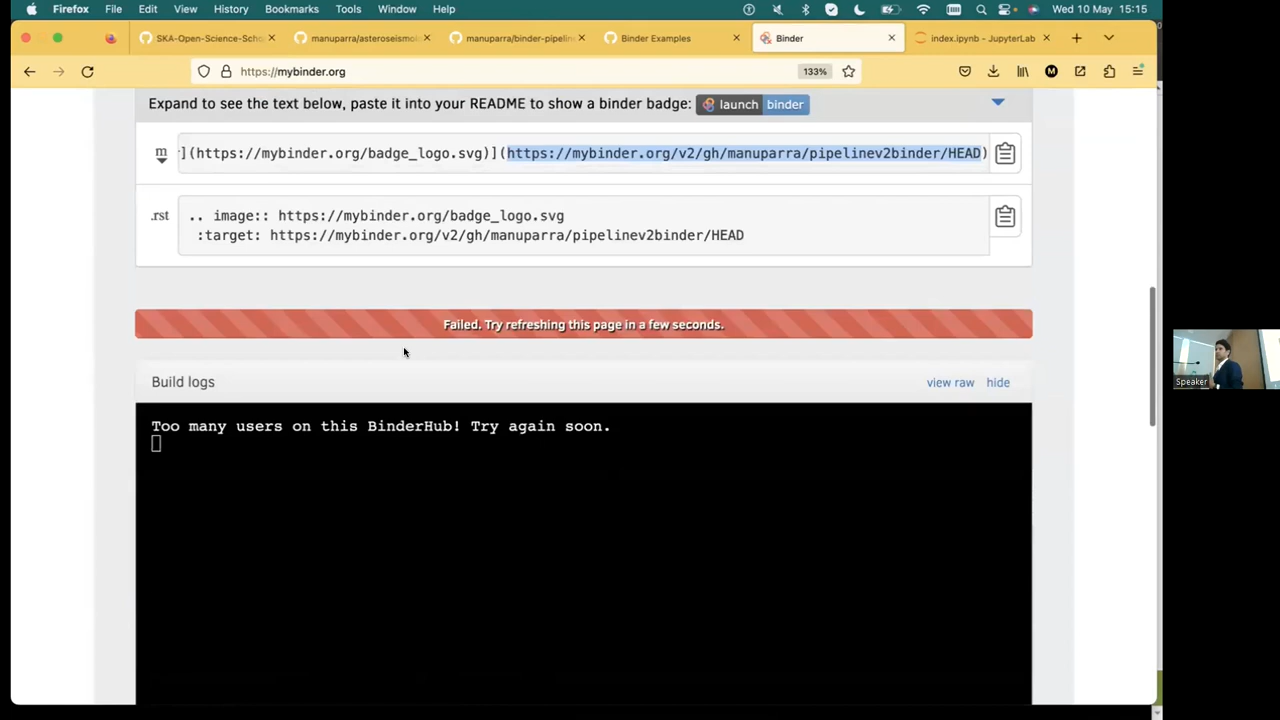 Firefox File Edit View History Bookmarks Tools Window Help Wed 10 May 15:15
SKA-Open-Science-Scho manuparra/asteroseismol manuparra/binder-pipelin Binder Examples Binder index.ipynb - JupyterLab
https://mybinder.org 133%
Expand to see the text below, paste it into your README to show a binder badge: launch binder
m ](https://mybinder.org/badge_logo.svg)](https://mybinder.org/v2/gh/manuparra/pipelinev2binder/HEAD)
.rst .. image:: https://mybinder.org/badge_logo.svg
:target: https://mybinder.org/v2/gh/manuparra/pipelinev2binder/HEAD
Failed. Try refreshing this page in a few seconds.
Speaker
Build logs view raw hide
Too many users on this BinderHub! Try again soon.